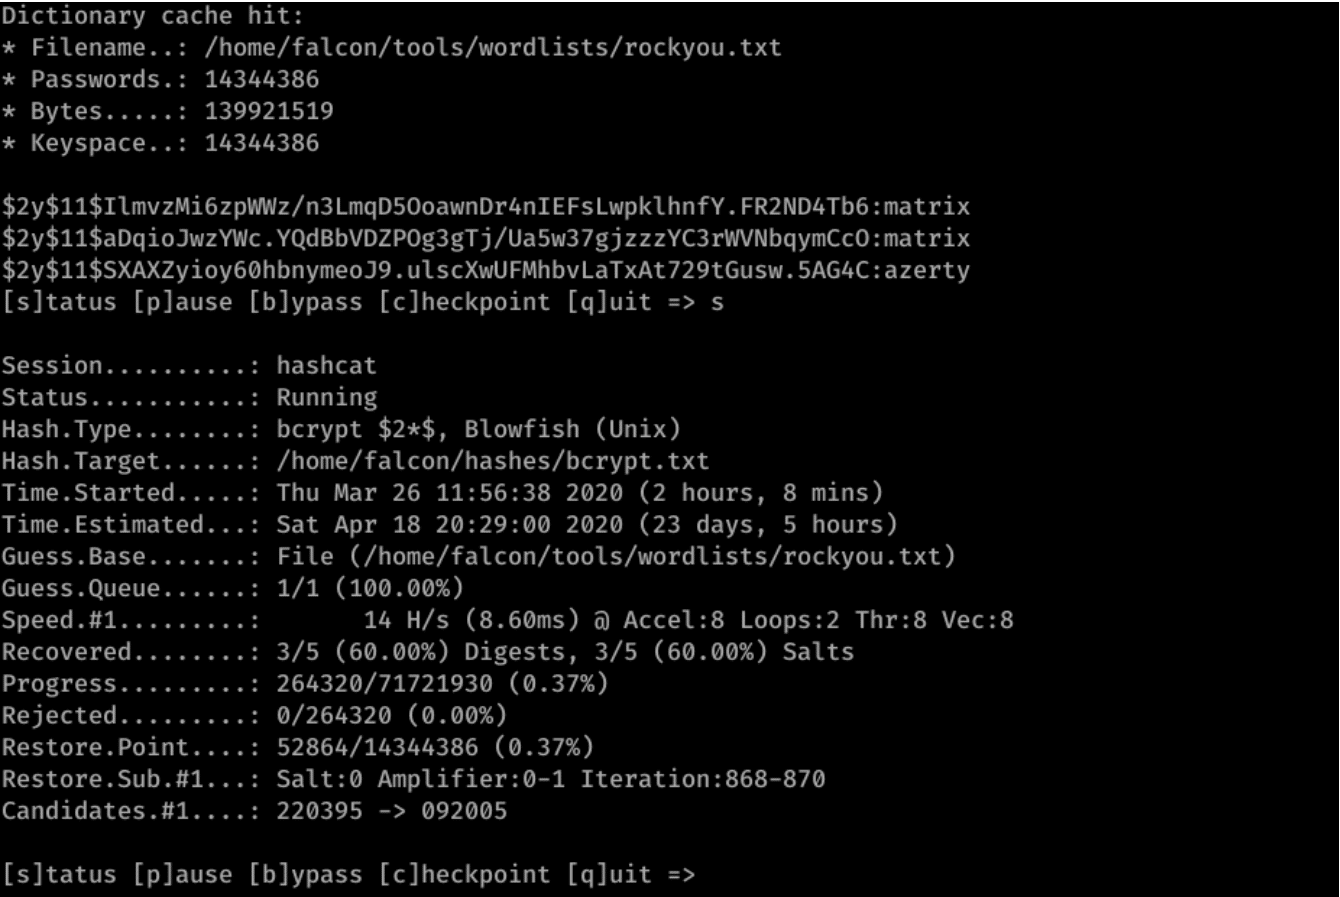 Dictionary cache hit:
* Filename..: /home/falcon/tools/wordlists/rockyou.txt
* Passwords.: 14344386
* Bytes.....: 139921519
* Keyspace..: 14344386
$2y$11$IlmvzMi6zpWWz/n3LmqD5OoawnDr4nIEFsLwpklhnfY.FR2ND4Tb6:matrix
$2y$11$aDqioJwzYWc.YQdBbVDZPOg3gTj/Ua5w37gjzzzYC3rWVNbqymCcO:matrix
$2y$11$SXAXZyioy60hbnymeoJ9.ulscXwUFMhbvLaTxAt729tGusw.5AG4C:azerty
[s]tatus [p]ause [b]ypass [c]heckpoint [q]uit => s
Session..........: hashcat
Status...........: Running
Hash.Type........: bcrypt $2*$, Blowfish (Unix)
Hash.Target......: /home/falcon/hashes/bcrypt.txt
Time.Started.....: Thu Mar 26 11:56:38 2020 (2 hours, 8 mins)
Time.Estimated...: Sat Apr 18 20:29:00 2020 (23 days, 5 hours)
Guess.Base.......: File (/home/falcon/tools/wordlists/rockyou.txt)
Guess.Queue......: 1/1 (100.00%)
Speed.#1.........:       14 H/s (8.60ms) @ Accel:8 Loops:2 Thr:8 Vec:8
Recovered........: 3/5 (60.00%) Digests, 3/5 (60.00%) Salts
Progress.........: 264320/71721930 (0.37%)
Rejected.........: 0/264320 (0.00%)
Restore.Point....: 52864/14344386 (0.37%)
Restore.Sub.#1...: Salt:0 Amplifier:0-1 Iteration:868-870
Candidates.#1....: 220395 -> 092005
[s]tatus [p]ause [b]ypass [c]heckpoint [q]uit =>